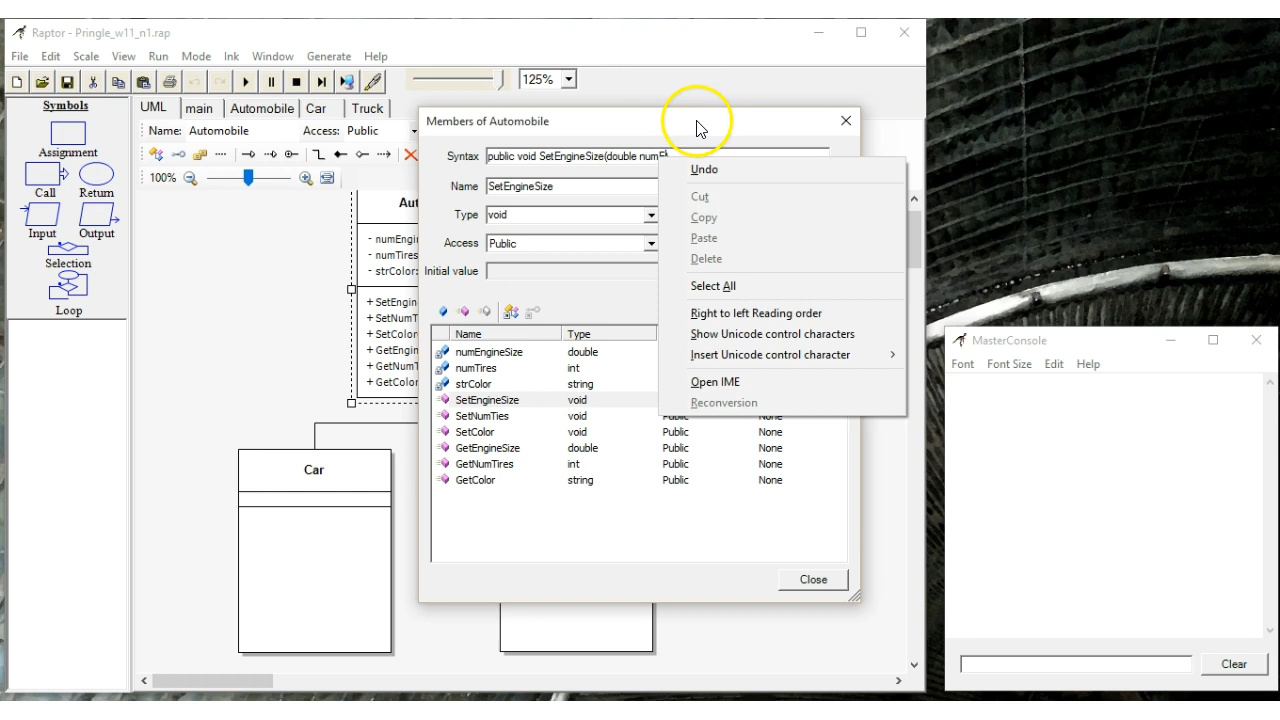 Raptor - Pringle_w11_n1.rap
File Edit Scale View Run Mode Ink Window Generate Help
125%
Symbols
Assignment
Call Return
Input Output
Selection
Loop
UML main Automobile Car Truck
Name: Automobile Access: Public
100%
- numEngi
- numTires
- strColor:
+ SetEngin
+ SetNumT
+ SetColor
+ GetEngin
+ GetNumT
+ GetColor
Car
Members of Automobile
Syntax public void SetEngineSize(double numE
Name SetEngineSize
Type void
Access Public
Initial value
Name Type
numEngineSize double
numTires int
strColor string
SetEngineSize void
SetNumTies void Public None
SetColor void Public None
GetEngineSize double Public None
GetNumTires int Public None
GetColor string Public None
Close
Undo
Cut
Copy
Paste
Delete
Select All
Right to left Reading order
Show Unicode control characters
Insert Unicode control character
Open IME
Reconversion
MasterConsole
Font Font Size Edit Help
Clear